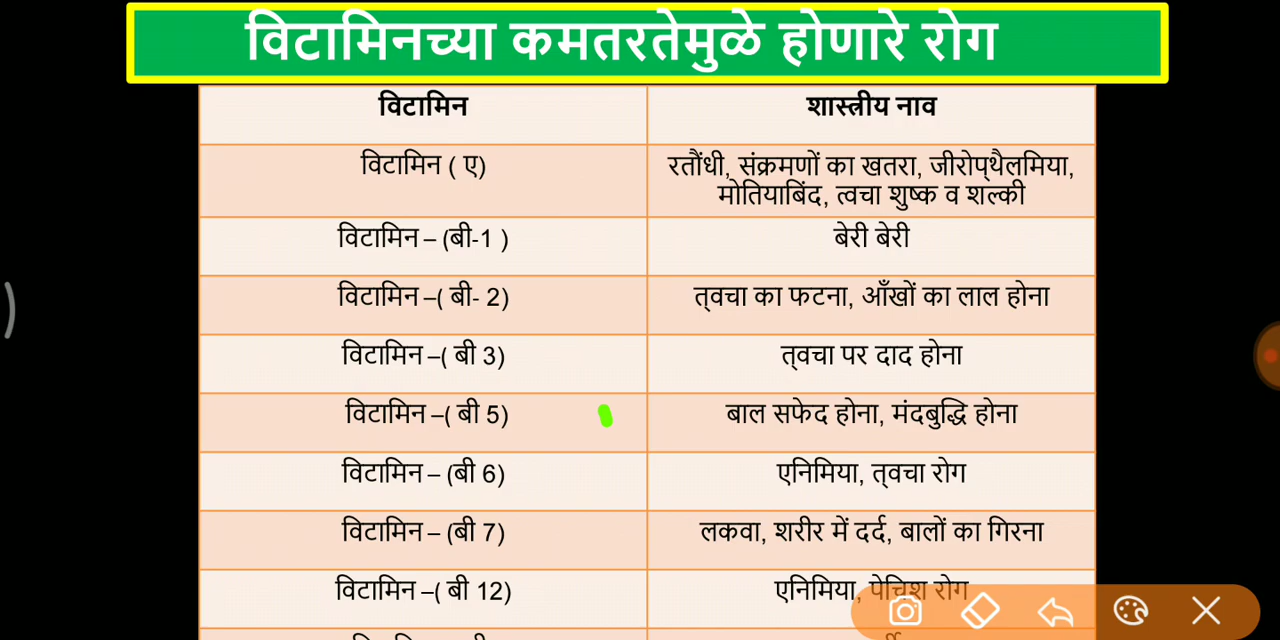 विटामिनच्या कमतरतेमुळे होणारे रोग
विटामिन शास्त्रीय नाव
विटामिन ( ए) रतौंधी, संक्रमणों का खतरा, जीरोप्थैलमिया,
मोतियाबिंद, त्वचा शुष्क व शल्की
विटामिन – (बी-1 ) बेरी बेरी
विटामिन –( बी- 2) त्वचा का फटना, आँखों का लाल होना
विटामिन –( बी 3) त्वचा पर दाद होना
विटामिन –( बी 5) बाल सफेद होना, मंदबुद्धि होना
विटामिन – (बी 6) एनिमिया, त्वचा रोग
विटामिन – (बी 7) लकवा, शरीर में दर्द, बालों का गिरना
विटामिन –( बी 12) एनिमिया, पेचिश रोग